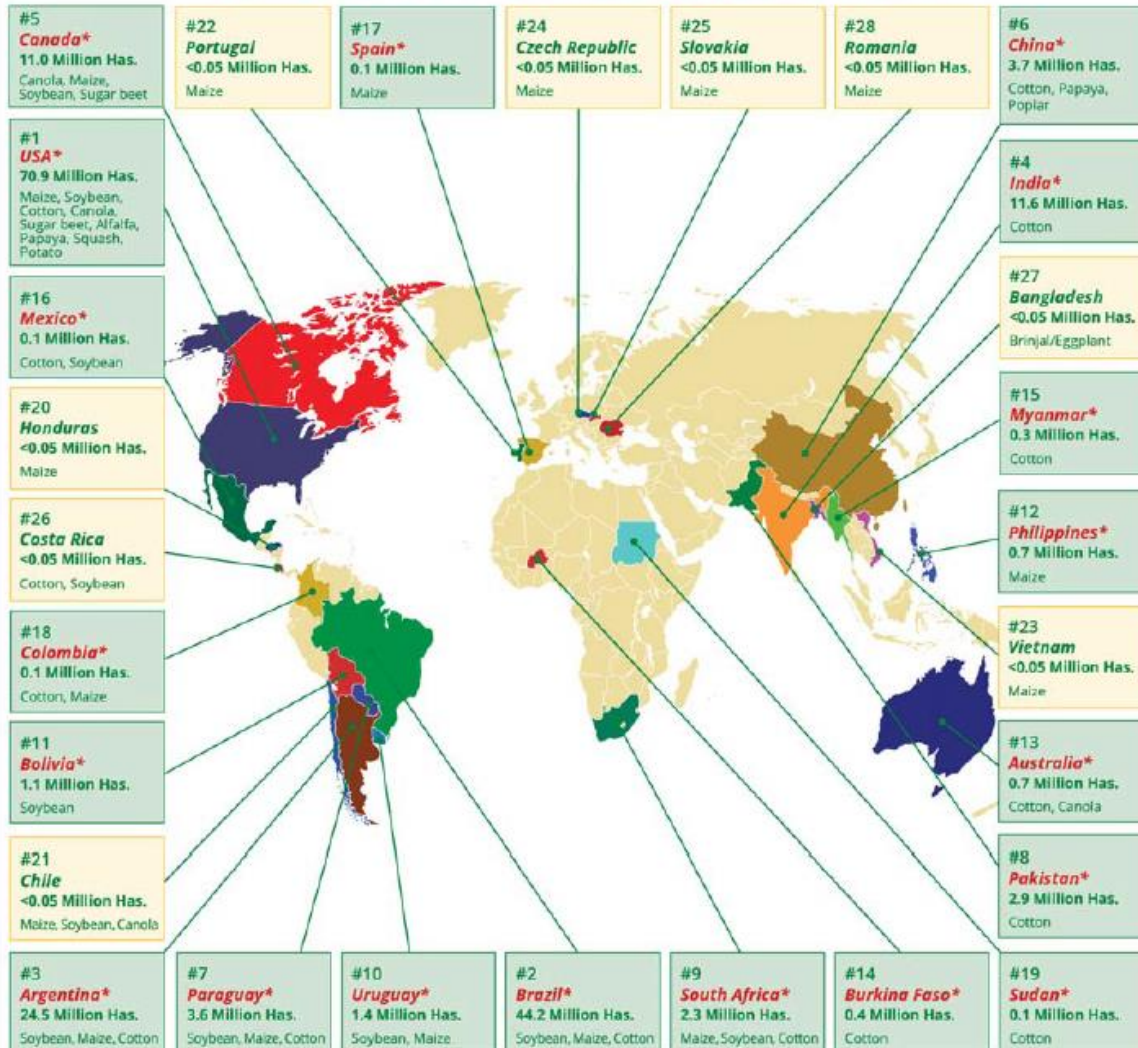 #5
Canada*
11.0 Million Has.
Canola, Maize,
Soybean, Sugar beet
#22
Portugal
<0.05 Million Has.
Maize
#17
Spain*
0.1 Million Has.
Maize
#24
Czech Republic
<0.05 Million Has.
Maize
#25
Slovakia
<0.05 Million Has.
Maize
#28
Romania
<0.05 Million Has.
Maize
#6
China*
3.7 Million Has.
Cotton, Papaya,
Poplar
#1
USA*
70.9 Million Has.
Maize, Soybean,
Cotton, Canola,
Sugar beet, Alfalfa,
Papaya, Squash,
Potato
#4
India*
11.6 Million Has.
Cotton
#16
Mexico*
0.1 Million Has.
Cotton, Soybean
#27
Bangladesh
<0.05 Million Has.
Brinjal/Eggplant
#20
Honduras
<0.05 Million Has.
Maize
#15
Myanmar*
0.3 Million Has.
Cotton
#26
Costa Rica
<0.05 Million Has.
Cotton, Soybean
#12
Philippines*
0.7 Million Has.
Maize
#18
Colombia*
0.1 Million Has.
Cotton, Maize
#23
Vietnam
<0.05 Million Has.
Maize
#11
Bolivia*
1.1 Million Has.
Soybean
#13
Australia*
0.7 Million Has.
Cotton, Canola
#21
Chile
<0.05 Million Has.
Maize, Soybean, Canola
#8
Pakistan*
2.9 Million Has.
Cotton
#3
Argentina*
24.5 Million Has.
Soybean, Maize, Cotton
#7
Paraguay*
3.6 Million Has.
Soybean, Maize, Cotton
#10
Uruguay*
1.4 Million Has.
Soybean, Maize
#2
Brazil*
44.2 Million Has.
Soybean, Maize, Cotton
#9
South Africa*
2.3 Million Has.
Maize, Soybean, Cotton
#14
Burkina Faso*
0.4 Million Has.
Cotton
#19
Sudan*
0.1 Million Has.
Cotton